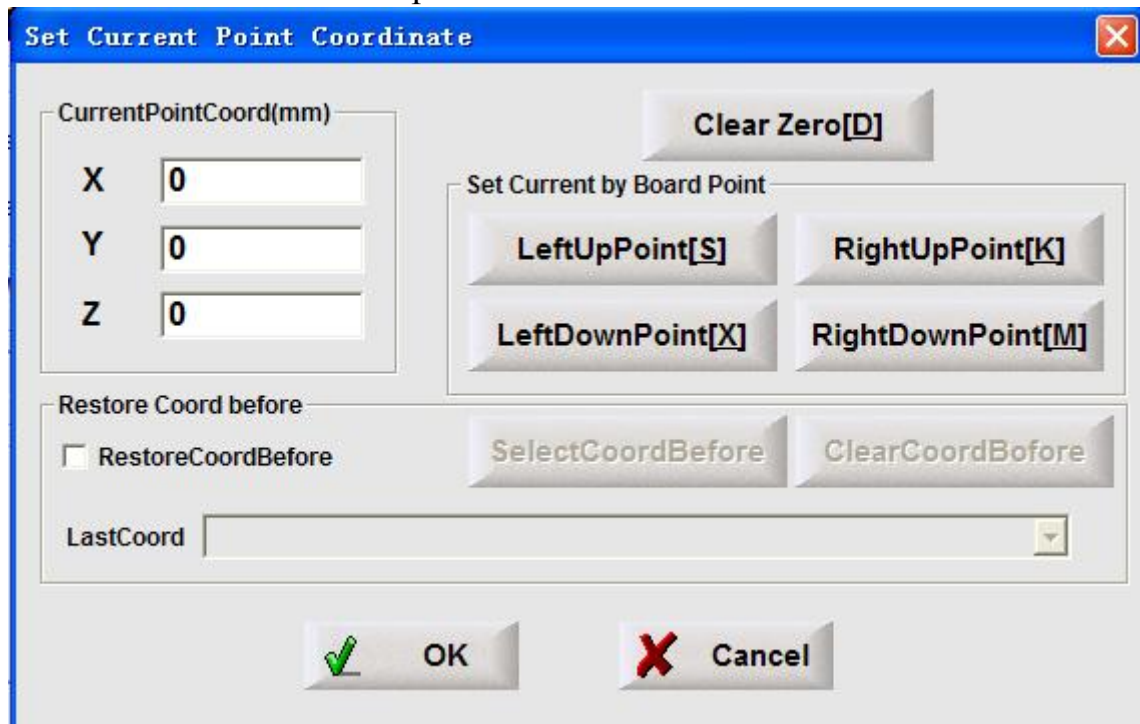 Set Current Point Coordinate
CurrentPointCoord(mm)
X 0
Y 0
Z 0
Clear Zero[D]
Set Current by Board Point
LeftUpPoint[S] RightUpPoint[K]
LeftDownPoint[X] RightDownPoint[M]
Restore Coord before
RestoreCoordBefore SelectCoordBefore ClearCoordBofore
LastCoord
OK Cancel